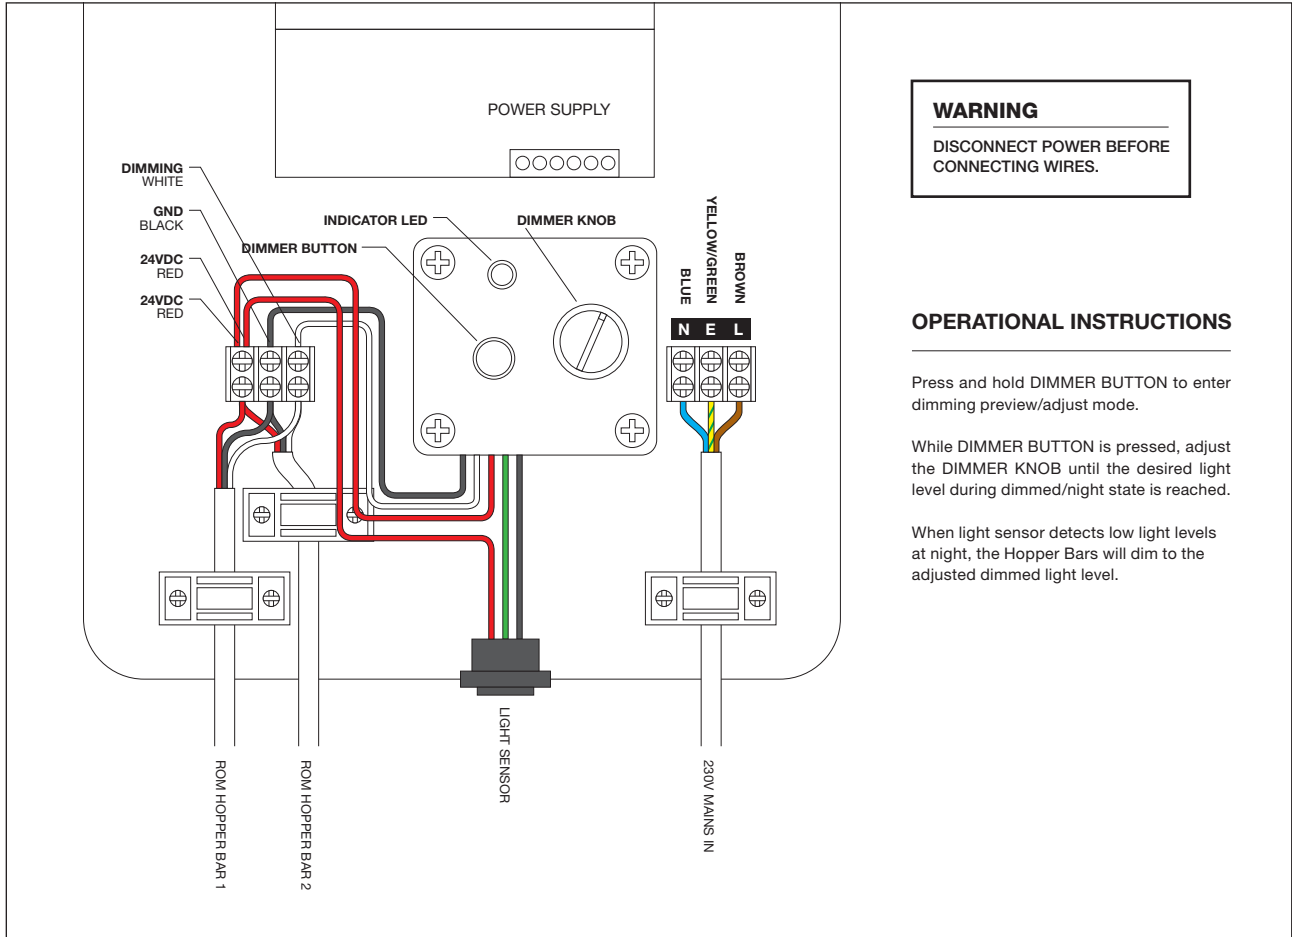 POWER SUPPLY
DIMMING
WHITE
GND
BLACK
24VDC
RED
24VDC
RED
INDICATOR LED
DIMMER BUTTON
DIMMER KNOB
BLUE
YELLOW/GREEN
BROWN
N E L
ROM HOPPER BAR 1
ROM HOPPER BAR 2
LIGHT SENSOR
230V MAINS IN
WARNING
DISCONNECT POWER BEFORE
CONNECTING WIRES.
OPERATIONAL INSTRUCTIONS
Press and hold DIMMER BUTTON to enter
dimming preview/adjust mode.
While DIMMER BUTTON is pressed, adjust
the DIMMER KNOB until the desired light
level during dimmed/night state is reached.
When light sensor detects low light levels
at night, the Hopper Bars will dim to the
adjusted dimmed light level.